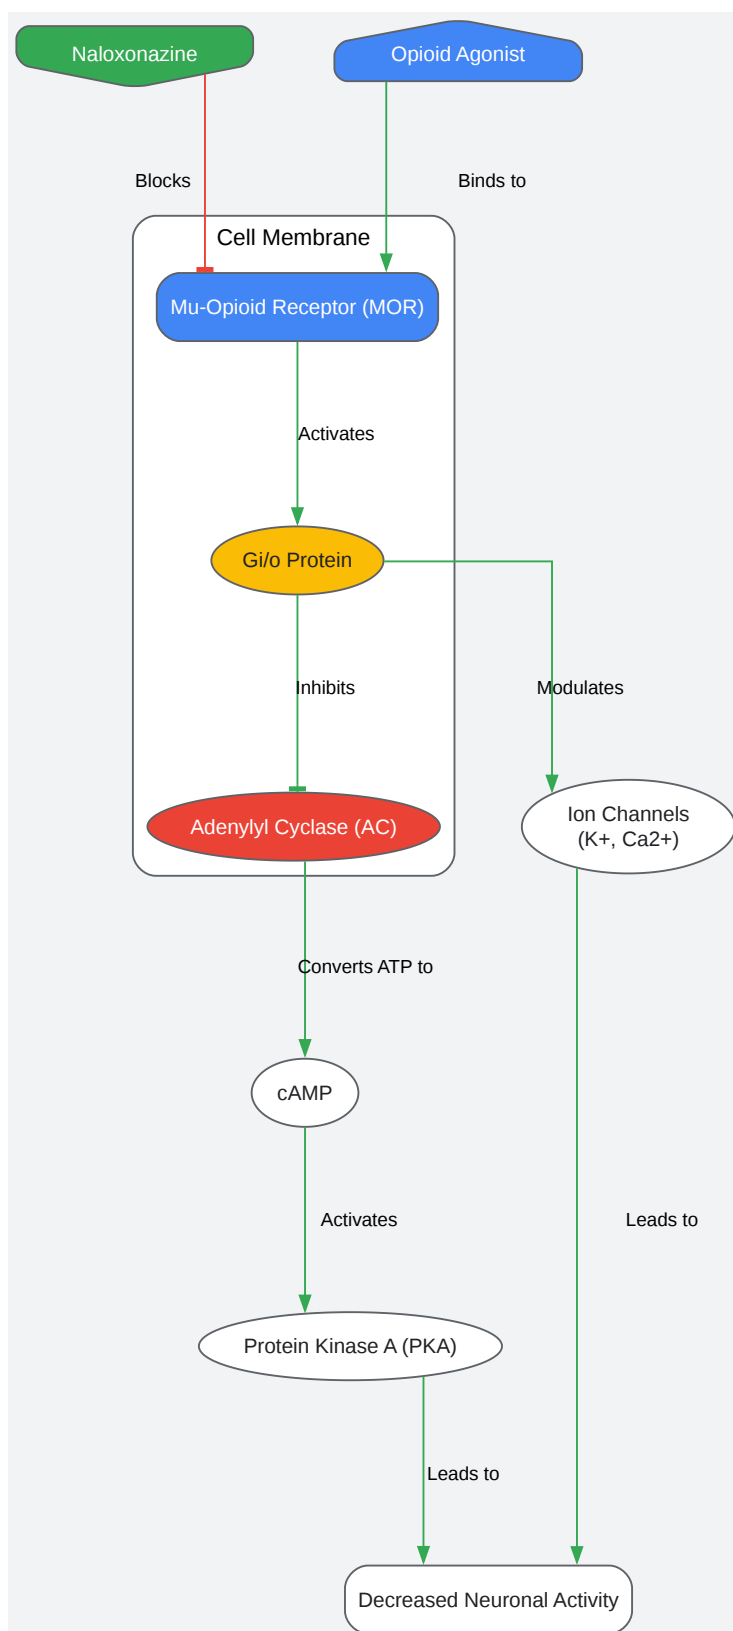 Naloxonazine
Opioid Agonist
Blocks
Binds to
Cell Membrane
Mu-Opioid Receptor (MOR)
Activates
Gi/o Protein
Inhibits
Modulates
Adenylyl Cyclase (AC)
Ion Channels
(K+, Ca2+)
Converts ATP to
cAMP
Activates
Leads to
Protein Kinase A (PKA)
Leads to
Decreased Neuronal Activity